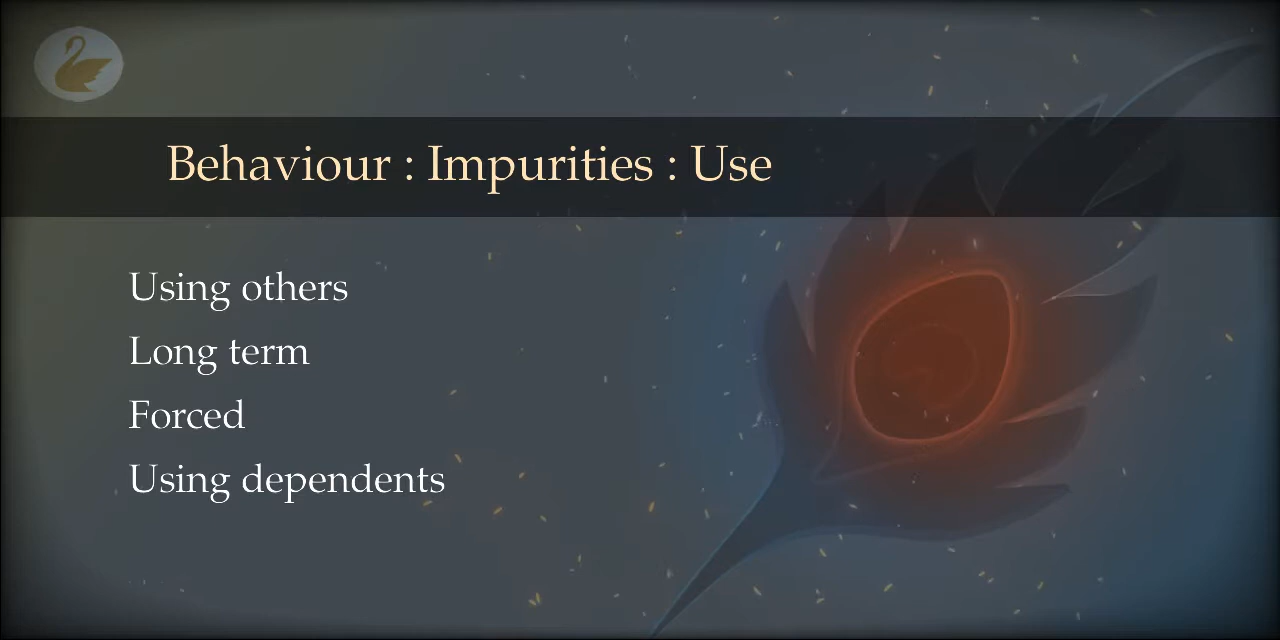 Behaviour : Impurities : Use
Using others
Long term
Forced
Using dependents